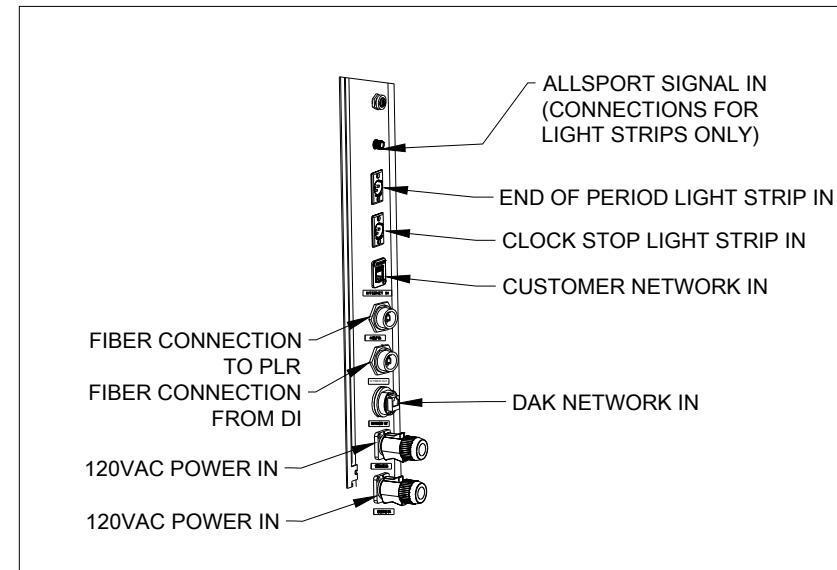 ALLSPORT SIGNAL IN
(CONNECTIONS FOR
LIGHT STRIPS ONLY)
END OF PERIOD LIGHT STRIP IN
CLOCK STOP LIGHT STRIP IN
CUSTOMER NETWORK IN
FIBER CONNECTION
TO PLR
FIBER CONNECTION
FROM DI
DAK NETWORK IN
120VAC POWER IN
120VAC POWER IN